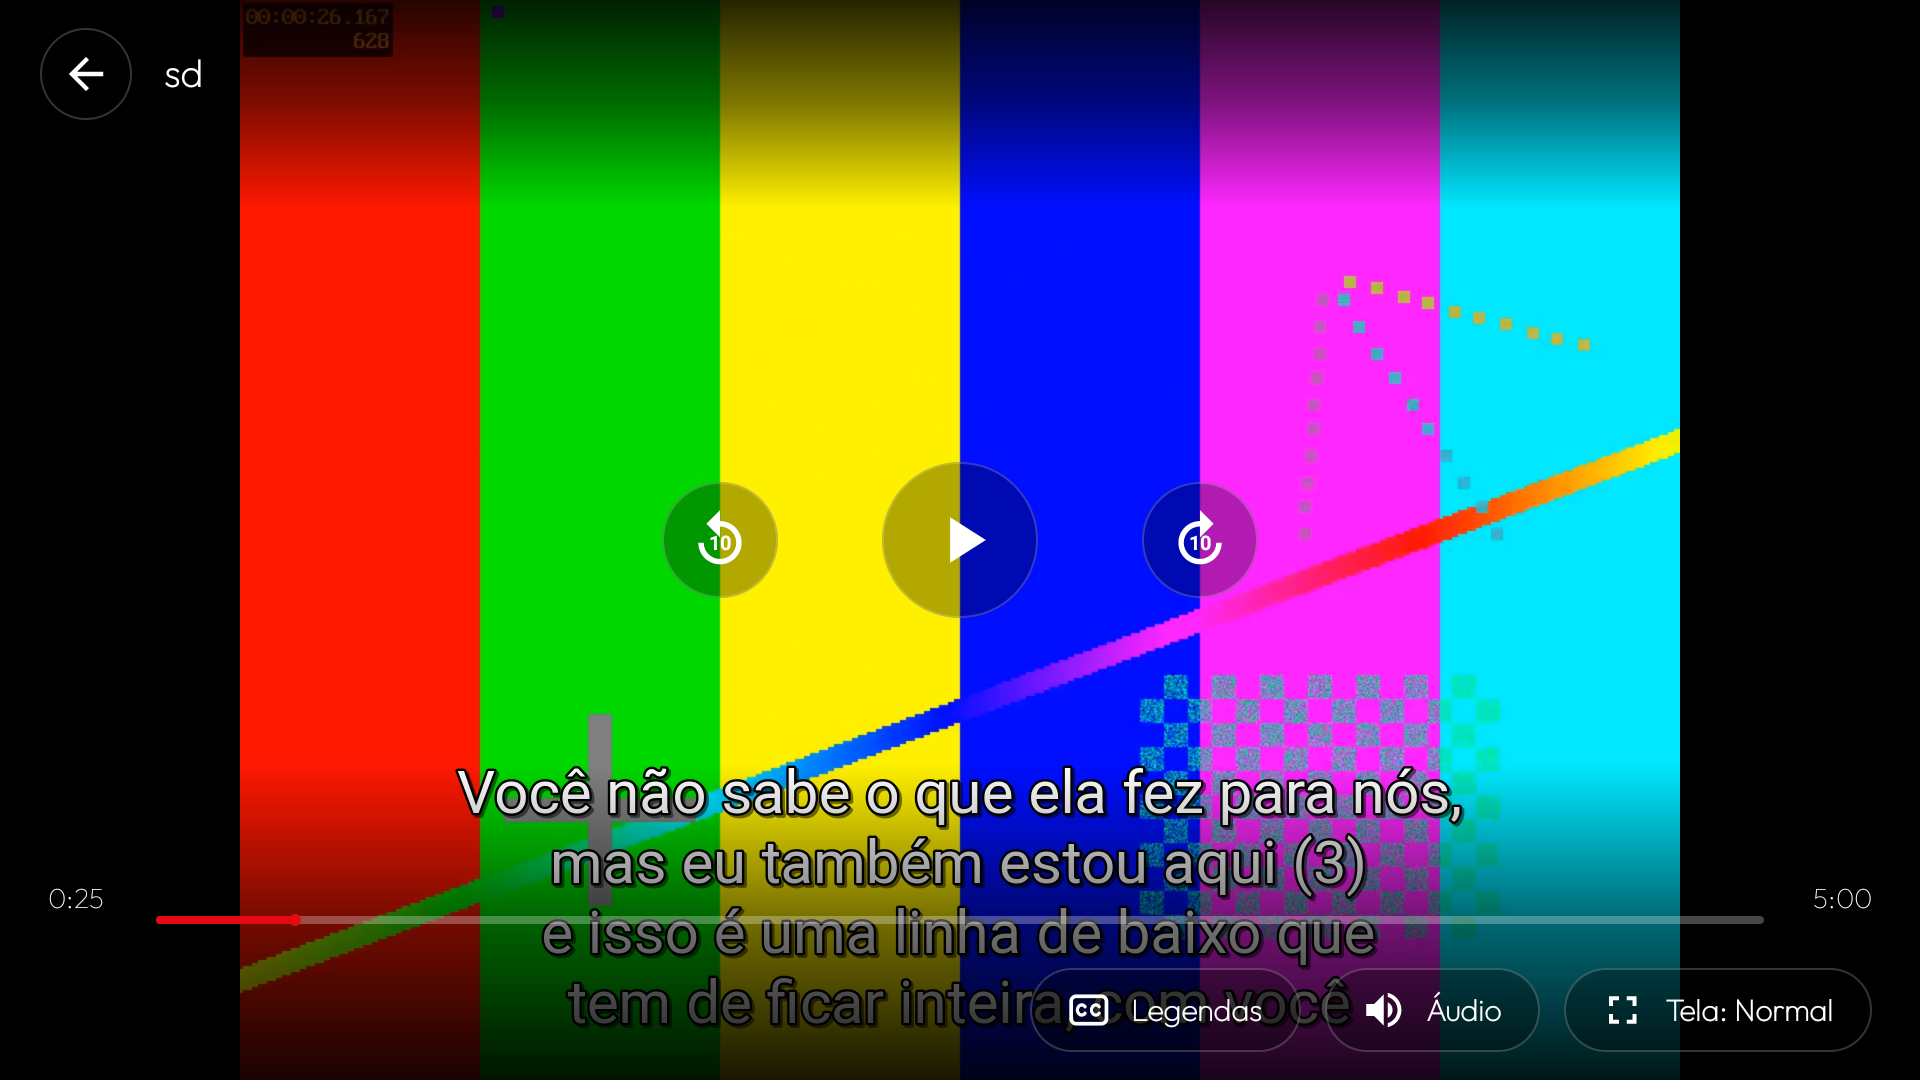 00:00:26.167
628
sd
10
10
Você não sabe o que ela fez para nós,
mas eu também estou aqui (3)
0:25
5:00
e isso é uma linha de baixo que
tem de ficar inteira, com você
CC Legendas
Áudio
Tela: Normal